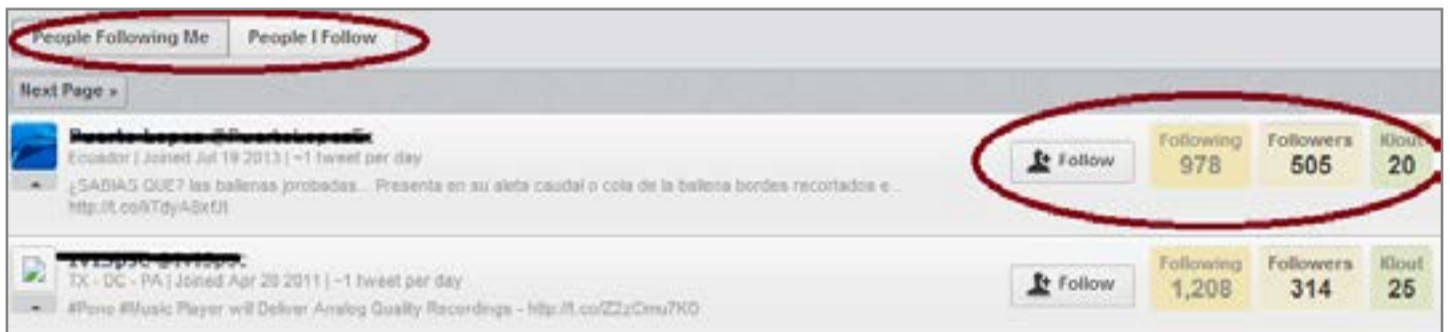 People Following Me People I Follow
Next Page »
Follow Following 978 Followers 505 Klout 20
Ecuador | Joined Jul 19 2013 | ~1 tweet per day
¿SABIAS QUE? las ballenas jorobadas... Presenta en su aleta caudal o cola de la ballena bordes recortados e...
Follow Following 1,208 Followers 314 Klout 25
TX - DC - PA | Joined Apr 20 2011 | ~1 tweet per day
#Pono #Music Player will Deliver Analog Quality Recordings -